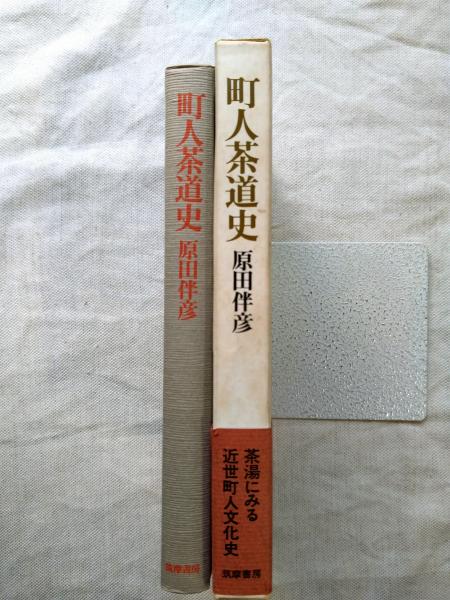 町人茶道史 原田伴彦
筑摩書房
町人茶道史 原田伴彦
茶湯にみる
近世町人文化史
筑摩書房